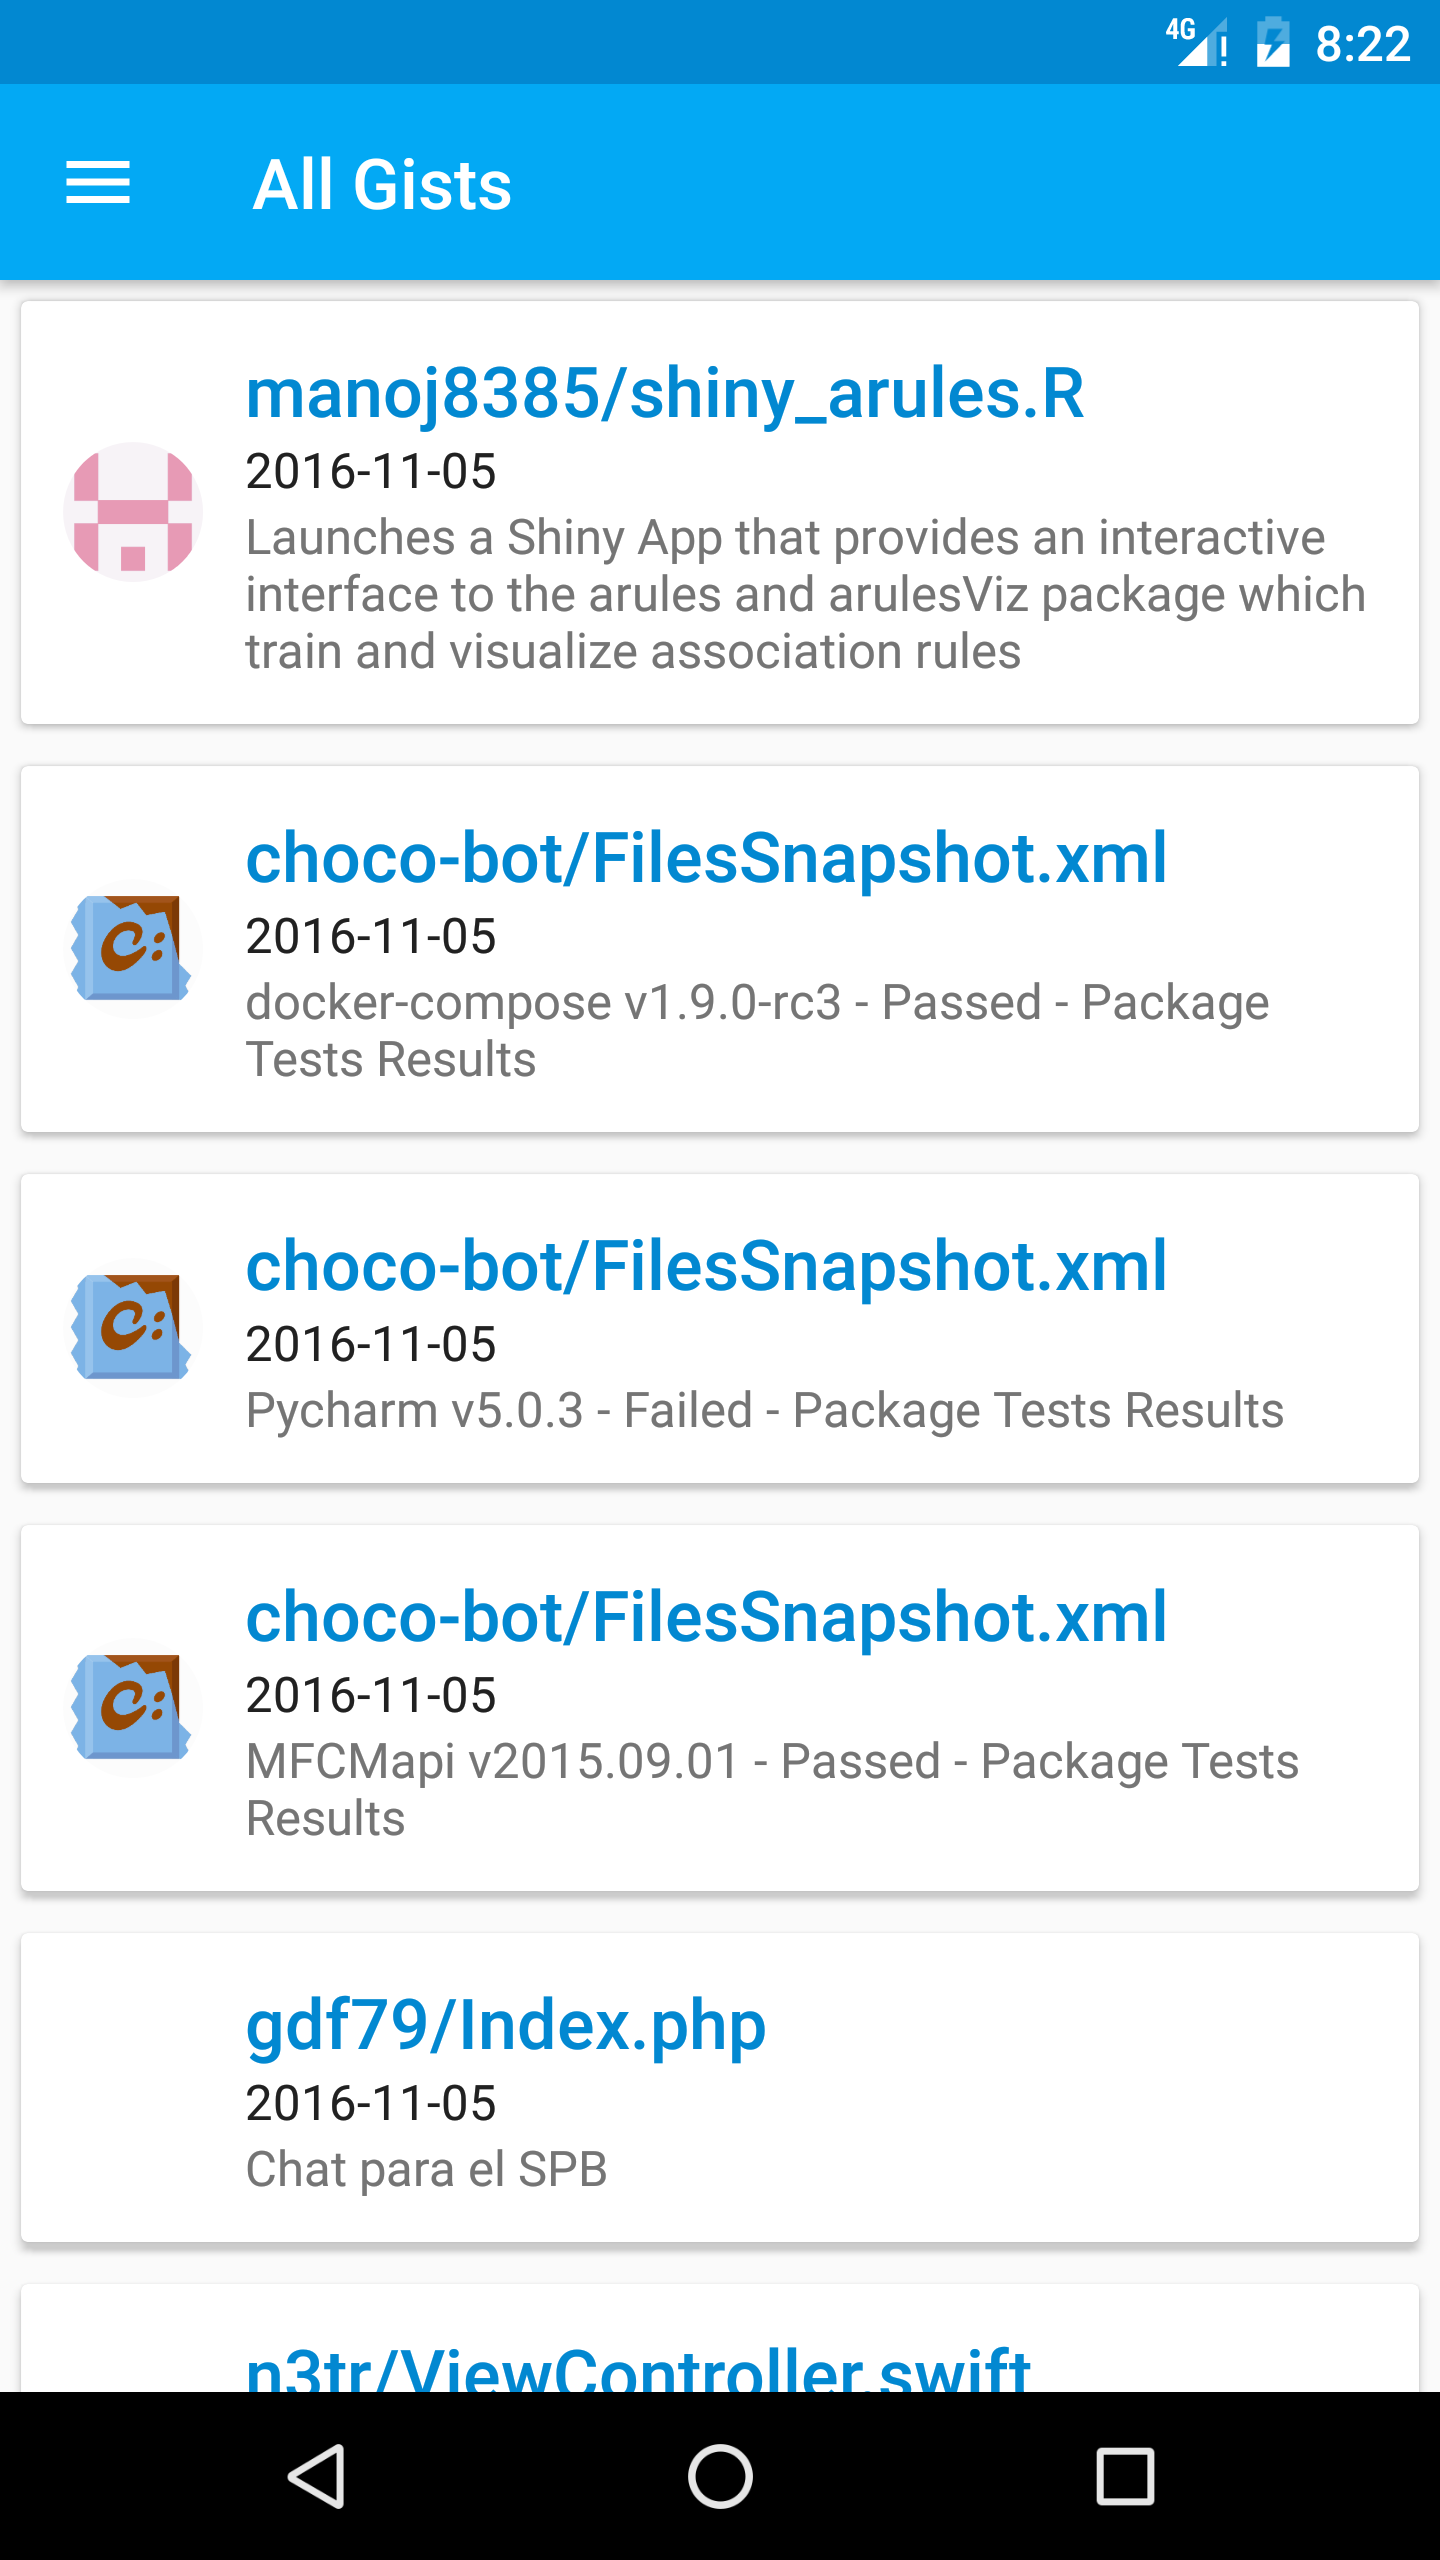 4G 8:22
All Gists
manoj8385/shiny_arules.R
2016-11-05
Launches a Shiny App that provides an interactive
interface to the arules and arulesViz package which
train and visualize association rules
choco-bot/FilesSnapshot.xml
2016-11-05
docker-compose v1.9.0-rc3 - Passed - Package
Tests Results
choco-bot/FilesSnapshot.xml
2016-11-05
Pycharm v5.0.3 - Failed - Package Tests Results
choco-bot/FilesSnapshot.xml
2016-11-05
MFCMapi v2015.09.01 - Passed - Package Tests
Results
gdf79/Index.php
2016-11-05
Chat para el SPB
n3tr/ViewController.swift